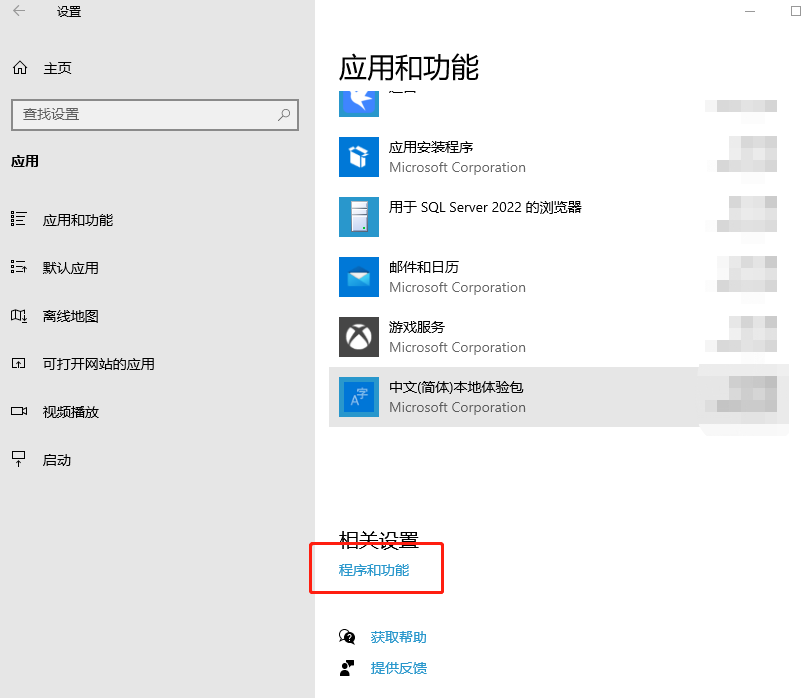 设置
主页
查找设置
应用
应用和功能
默认应用
离线地图
可打开网站的应用
视频播放
启动
应用和功能
应用安装程序
Microsoft Corporation
用于 SQL Server 2022 的浏览器
邮件和日历
Microsoft Corporation
游戏服务
Microsoft Corporation
中文(简体)本地体验包
Microsoft Corporation
相关设置
程序和功能
获取帮助
提供反馈